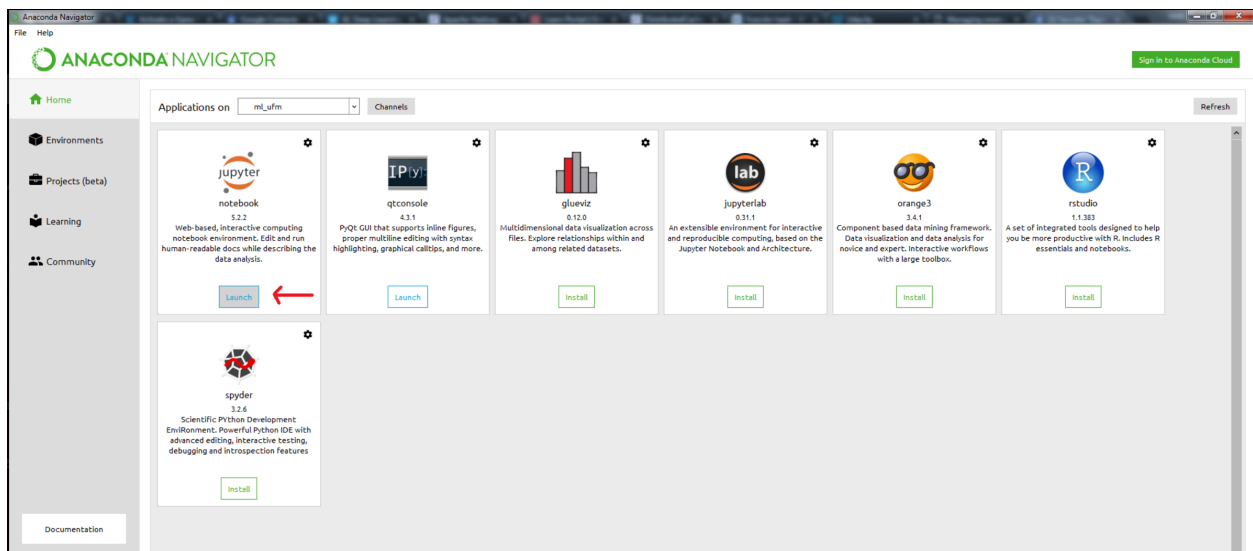 Anaconda Navigator
File Help
ANACONDA NAVIGATOR
Sign in to Anaconda Cloud
Home
Environments
Projects (beta)
Learning
Community
Documentation
Applications on ml_ufm Channels Refresh
jupyter
notebook
5.2.2
Web-based, interactive computing
notebook environment. Edit and run
human-readable docs while describing the
data analysis.
Launch
IP[y]:
qtconsole
4.3.1
PyQt GUI that supports inline figures,
proper multiline editing with syntax
highlighting, graphical calltips, and more.
Launch
glueviz
0.12.0
Multidimensional data visualization across
files. Explore relationships within and
among related datasets.
Install
lab
jupyterlab
0.31.1
An extensible environment for interactive
and reproducible computing, based on the
Jupyter Notebook and Architecture.
Install
orange3
3.4.1
Component based data mining framework.
Data visualization and data analysis for
novice and expert. Interactive workflows
with a large toolbox.
Install
R
rstudio
1.1.383
A set of integrated tools designed to help
you be more productive with R. Includes R
essentials and notebooks.
Install
spyder
3.2.6
Scientific PYthon Development
EnviRonment. Powerful Python IDE with
advanced editing, interactive testing,
debugging and introspection features
Install